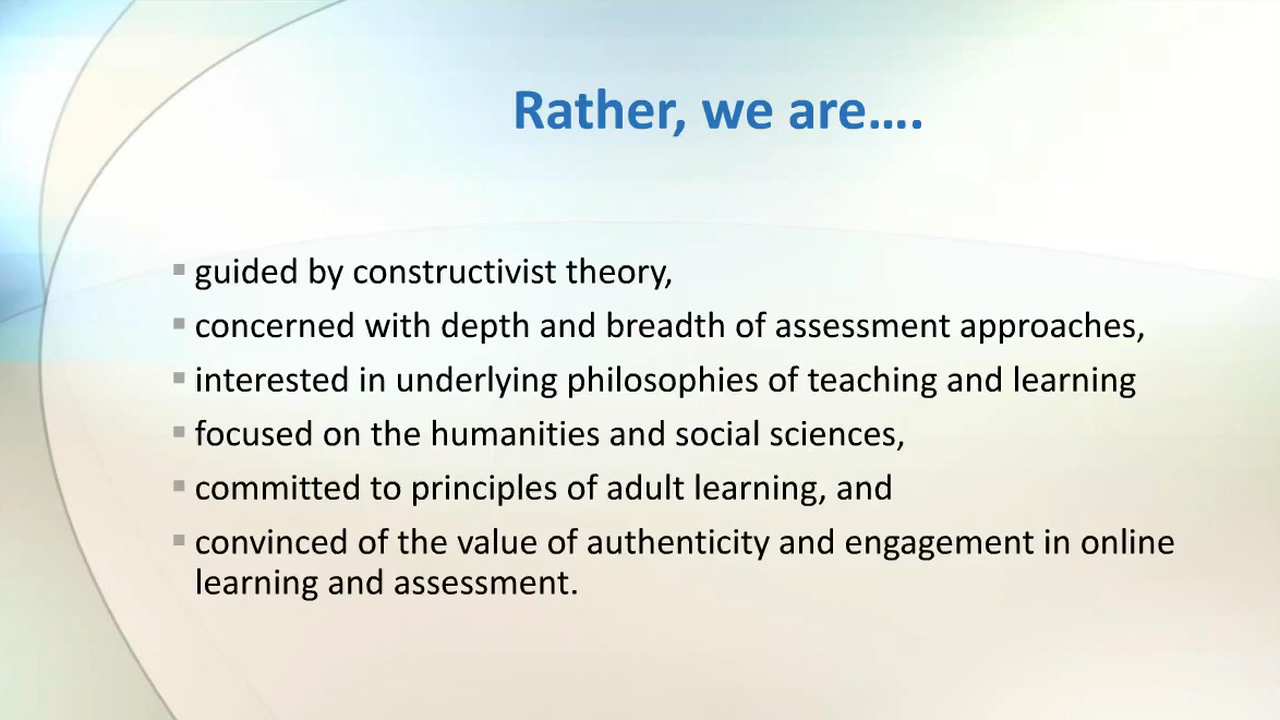 Rather, we are….
▪ guided by constructivist theory,
▪ concerned with depth and breadth of assessment approaches,
▪ interested in underlying philosophies of teaching and learning
▪ focused on the humanities and social sciences,
▪ committed to principles of adult learning, and
▪ convinced of the value of authenticity and engagement in online
learning and assessment.